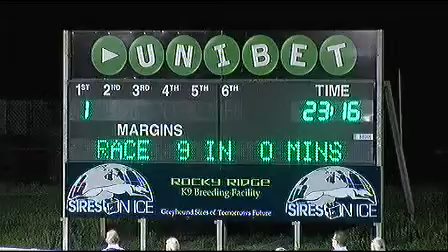 UNIBET
1ST 2ND 3RD 4TH 5TH 6TH TIME
1 23:16
MARGINS
RACE 9 IN 0 MINS
ROCKY RIDGE
K9 Breeding Facility
SIRES ON ICE
Greyhound Sires of Tomorrows Future
SIRES ON ICE